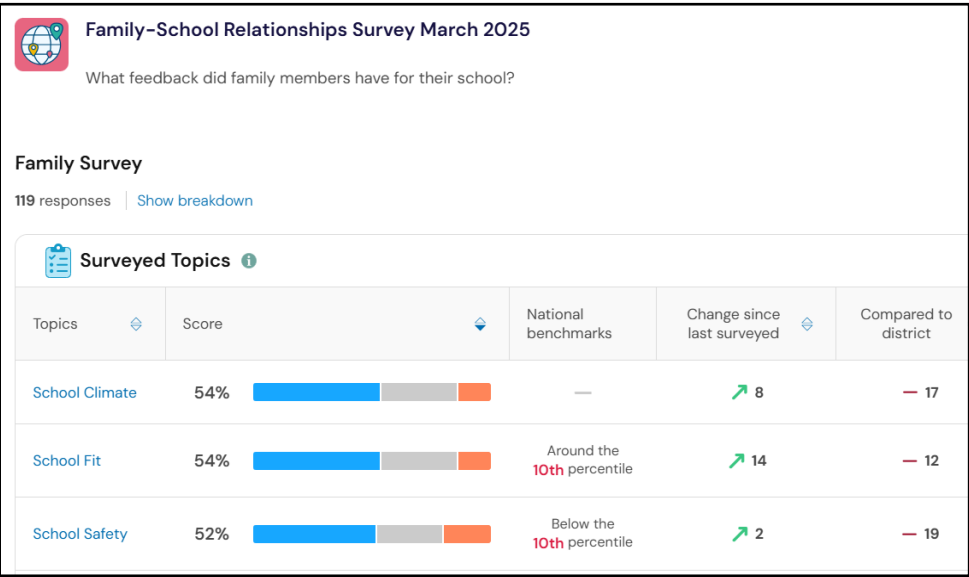 Family-School Relationships Survey March 2025
What feedback did family members have for their school?
Family Survey
119 responses Show breakdown
Surveyed Topics
Topics Score National benchmarks Change since last surveyed Compared to district
School Climate 54% — 8 — 17
School Fit 54% Around the 10th percentile 14 — 12
School Safety 52% Below the 10th percentile 2 — 19